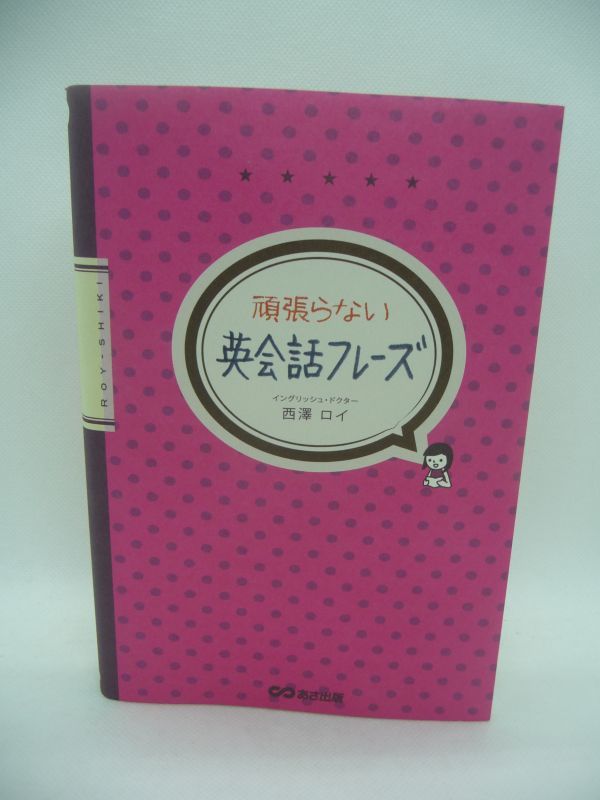 頑張らない
英会話フレーズ
イングリッシュ・ドクター
西澤 ロイ
ROY-SHIKI
あさ出版